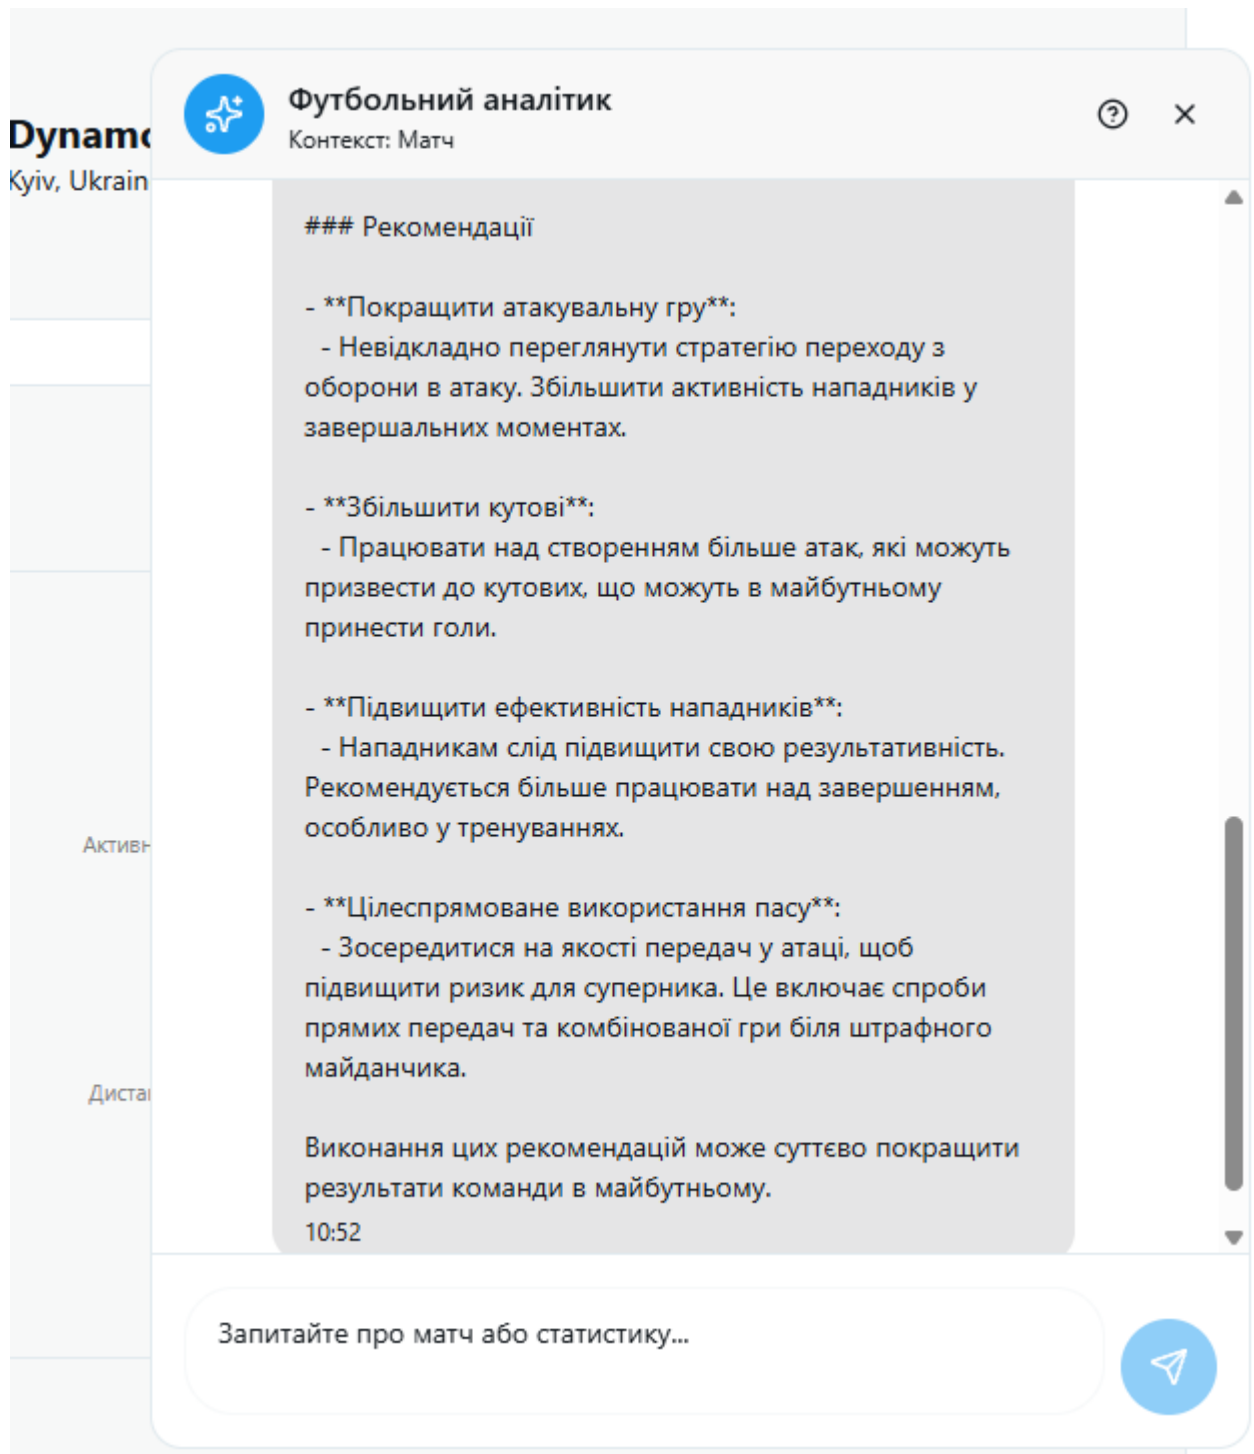 Футбольний аналітик
Контекст: Матч
Kyiv, Ukrain
### Рекомендації
- **Покращити атакувальну гру**:
- Невідкладно переглянути стратегію переходу з
оборони в атаку. Збільшити активність нападників у
завершальних моментах.
- **Збільшити кутові**:
- Працювати над створенням більше атак, які можуть
призвести до кутових, що можуть в майбутньому
принести голи.
- **Підвищити ефективність нападників**:
- Нападникам слід підвищити свою результативність.
Рекомендується більше працювати над завершенням,
особливо у тренуваннях.
Активн
- **Цілеспрямоване використання пасу**:
- Зосередитися на якості передач у атаці, щоб
підвищити ризик для суперника. Це включає спроби
прямих передач та комбінованої гри біля штрафного
майданчика.
Диста
Виконання цих рекомендацій може суттєво покращити
результати команди в майбутньому.
10:52
Запитайте про матч або статистику...